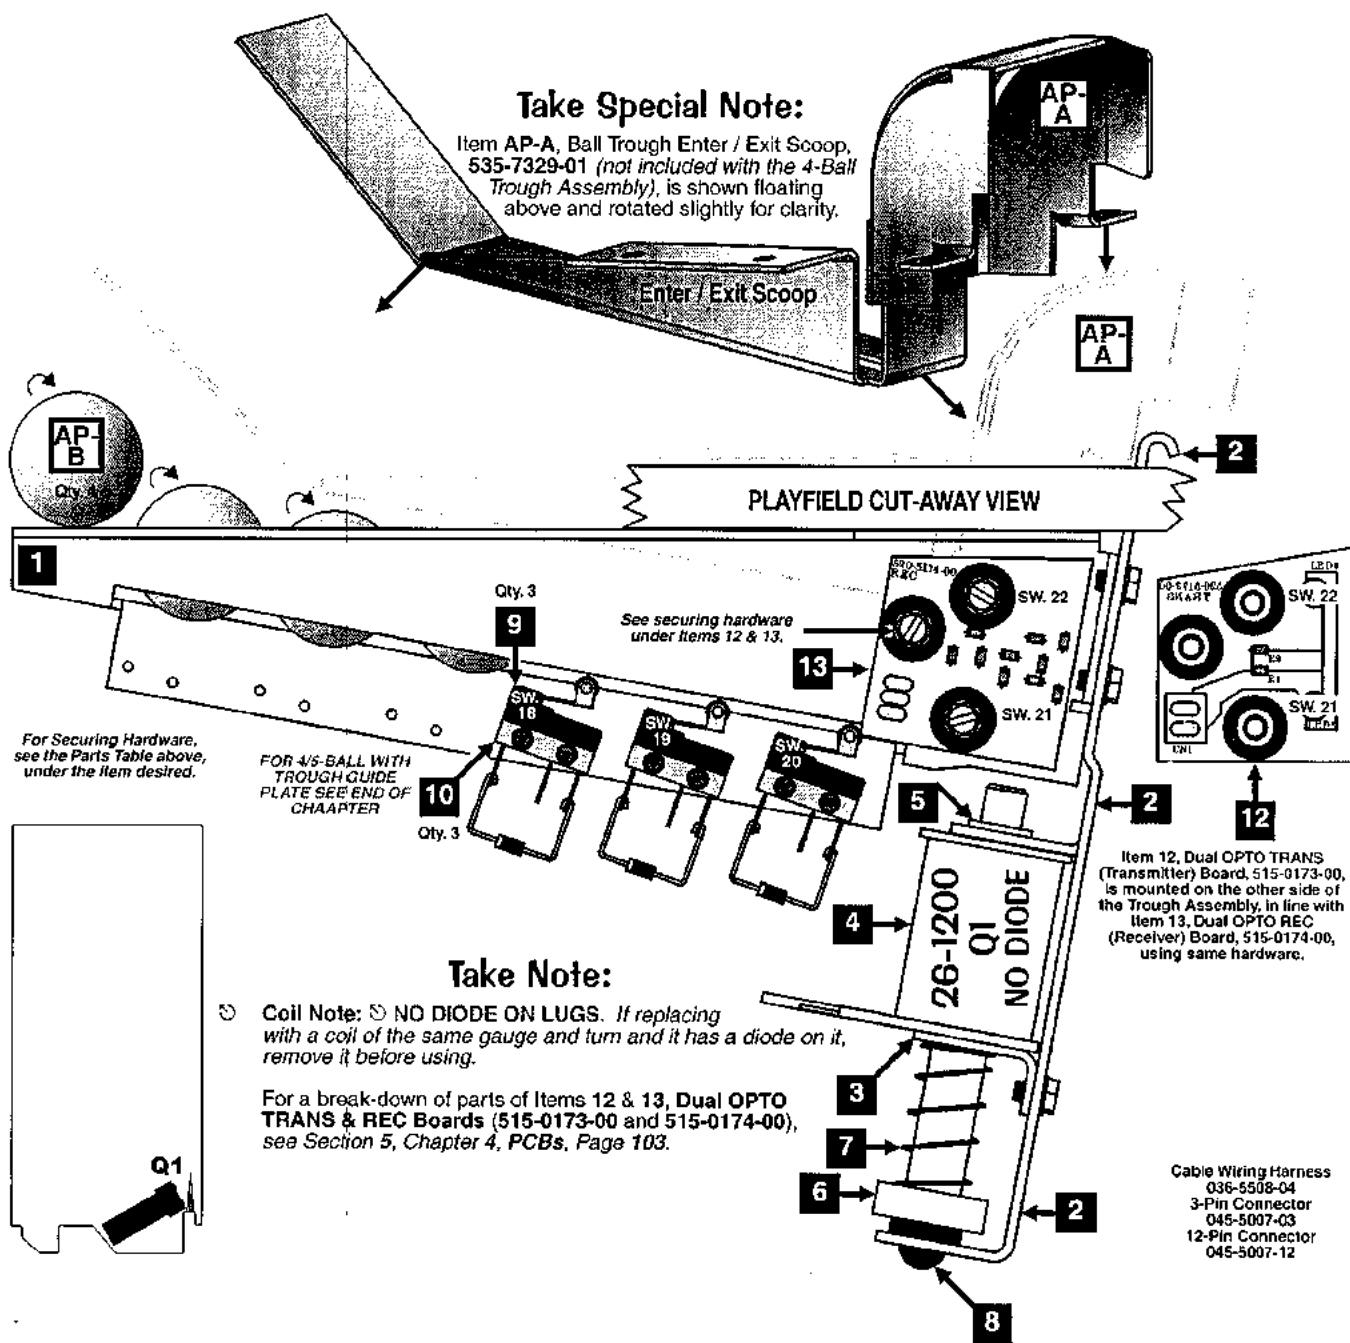 Take Special Note:
Item AP-A, Ball Trough Enter / Exit Scoop,
535-7329-01 (not included with the 4-Ball
Trough Assembly), is shown floating
above and rotated slightly for clarity.
AP-
A
Enter / Exit Scoop
AP-
A
AP-
B
Qty. 4
2
PLAYFIELD CUT-AWAY VIEW
1
Qty. 3
9
See securing hardware
under Items 12 & 13.
13
REC
SW. 22
SW. 21
SW. 22
SW. 21
12
SW.
18
SW.
19
SW.
20
10
Qty. 3
For Securing Hardware,
see the Parts Table above,
under the item desired.
FOR 4/5-BALL WITH
TROUGH GUIDE
PLATE SEE END OF
CHAAPTER
5
2
Item 12, Dual OPTO TRANS
(Transmitter) Board, 515-0173-00,
is mounted on the other side of
the Trough Assembly, in line with
Item 13, Dual OPTO REC
(Receiver) Board, 515-0174-00,
using same hardware.
4
26-1200
Q1
NO DIODE
Take Note:
Coil Note: NO DIODE ON LUGS. If replacing
with a coil of the same gauge and turn and it has a diode on it,
remove it before using.
For a break-down of parts of Items 12 & 13, Dual OPTO
TRANS & REC Boards (515-0173-00 and 515-0174-00),
see Section 5, Chapter 4, PCBs, Page 103.
3
7
6
2
8
Q1
Cable Wiring Harness
036-5508-04
3-Pin Connector
045-5007-03
12-Pin Connector
045-5007-12